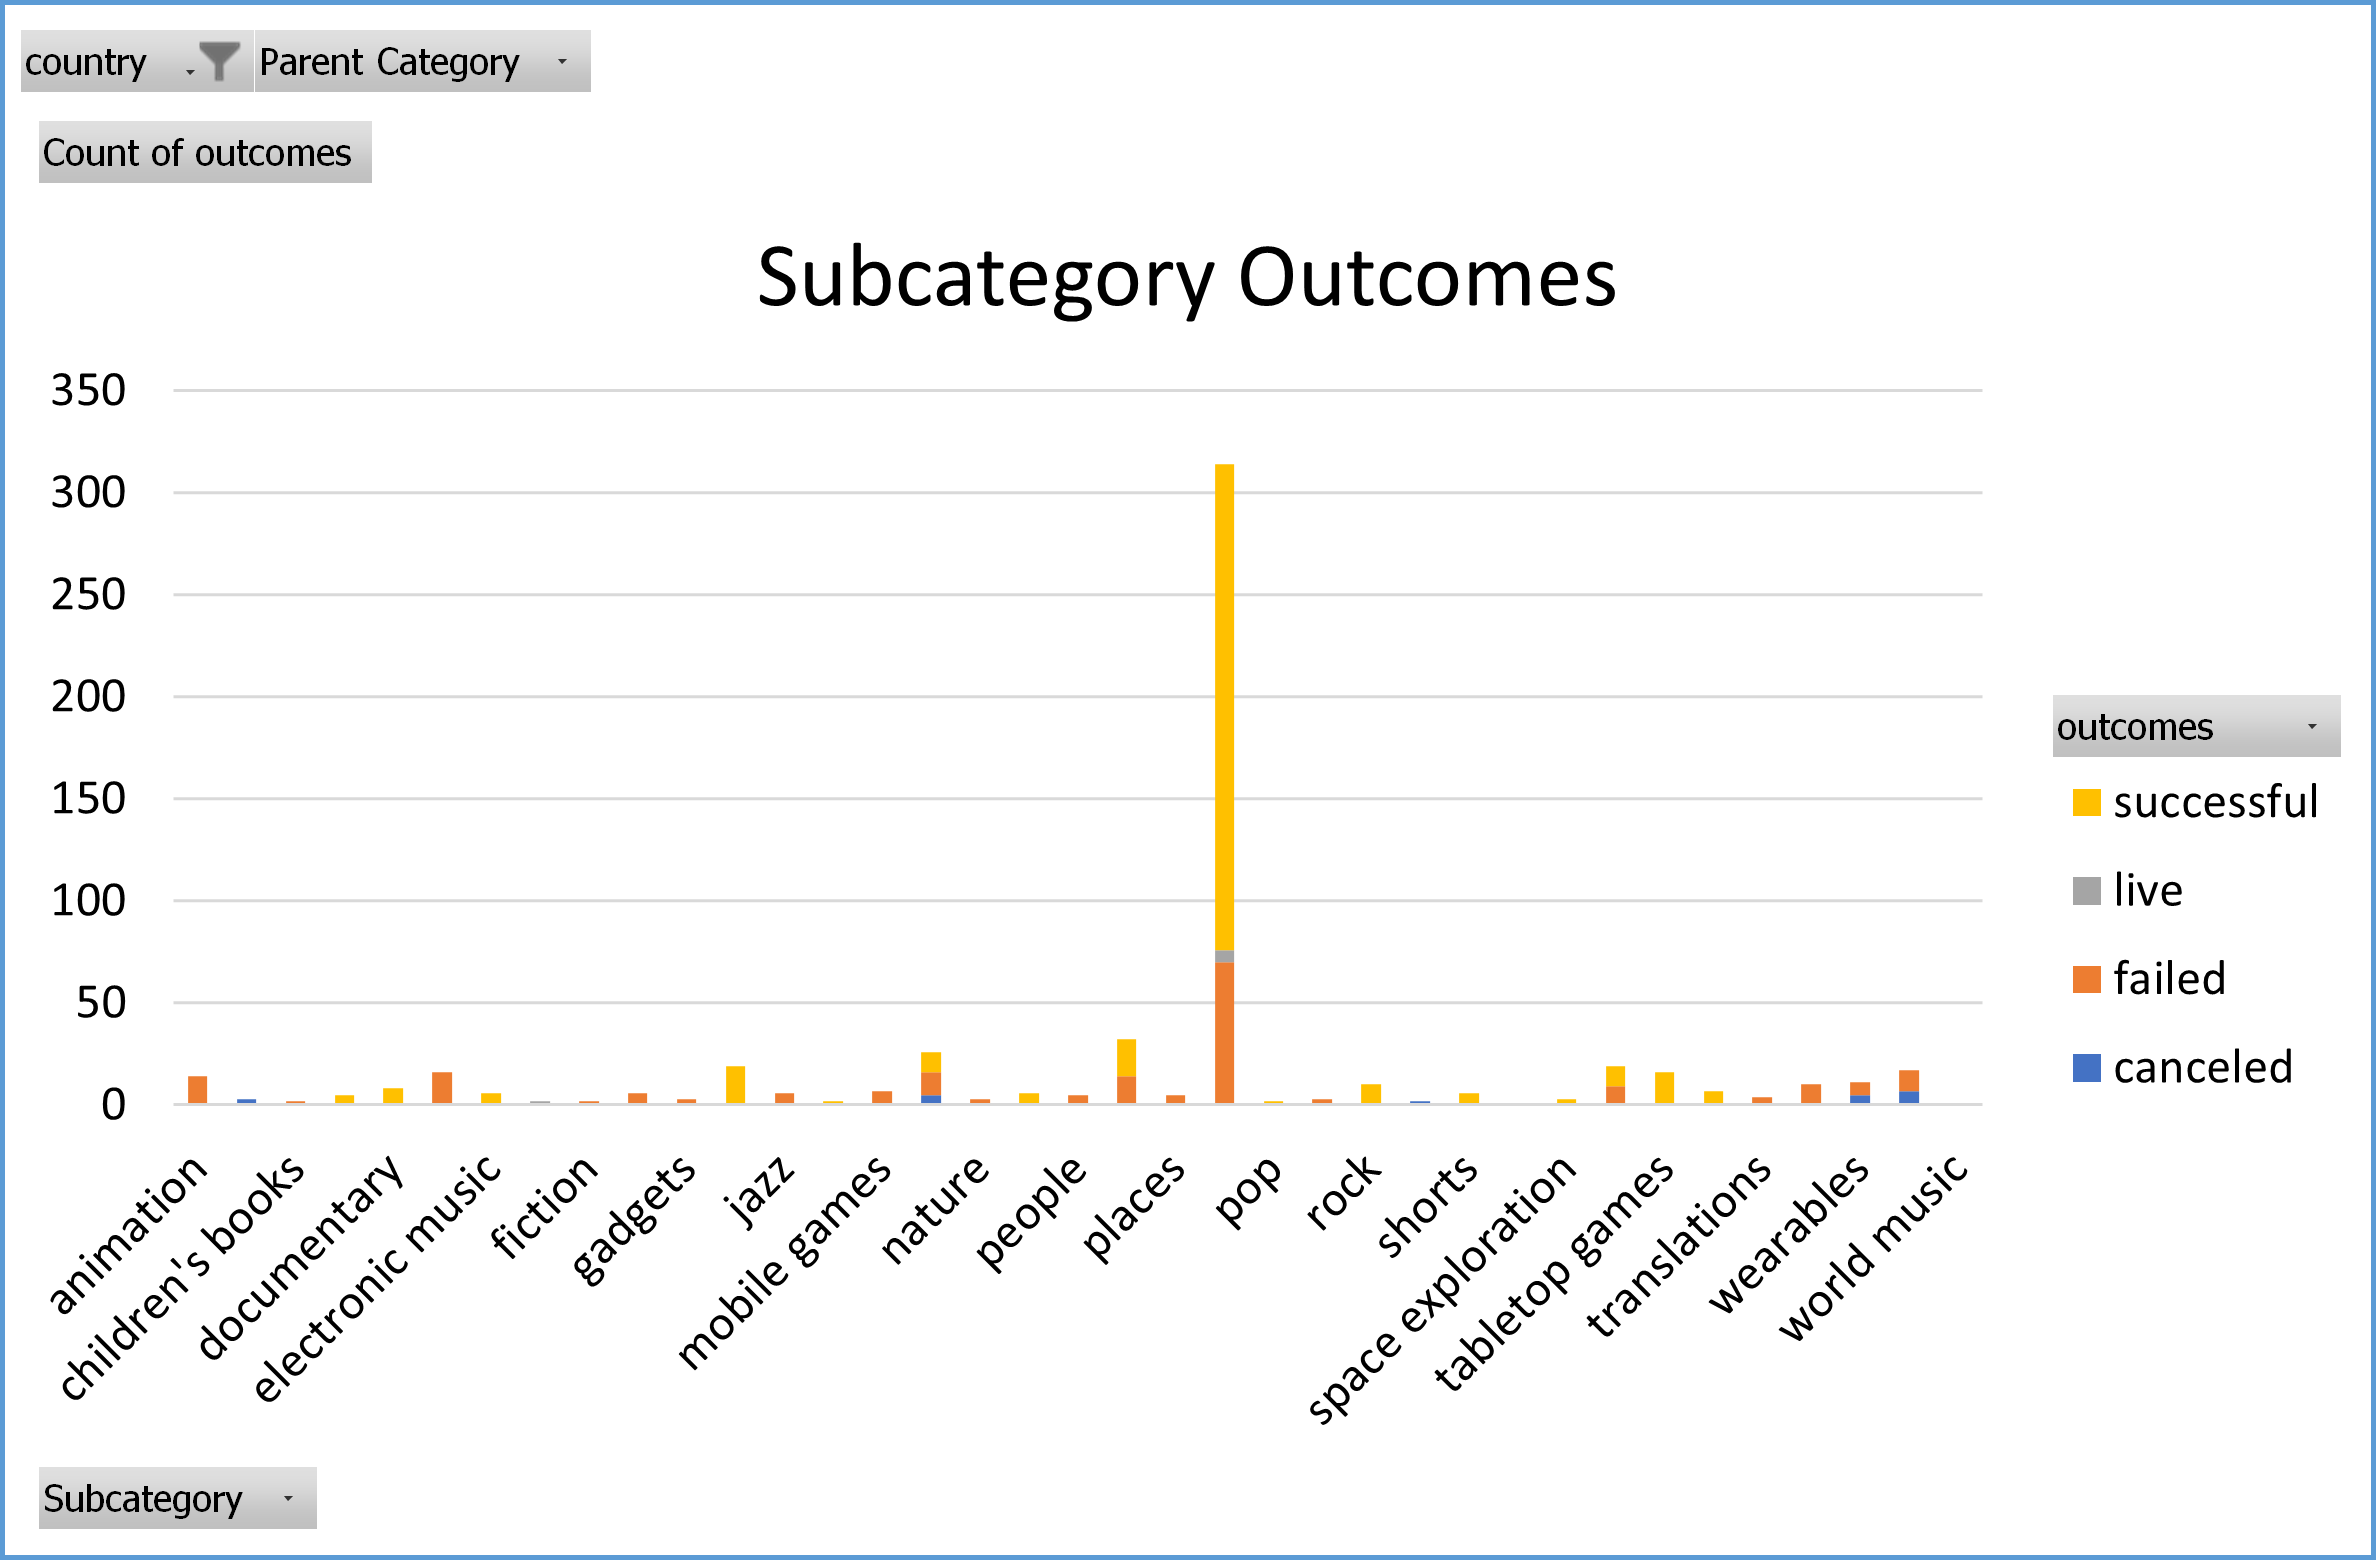 country
Parent Category
Count of outcomes
Subcategory Outcomes
350
300
250
200
150
100
50
0
animation
children's books
documentary
electronic music
fiction
gadgets
jazz
mobile games
nature
people
places
pop
rock
shorts
space exploration
tabletop games
translations
wearables
world music
outcomes
successful
live
failed
canceled
Subcategory